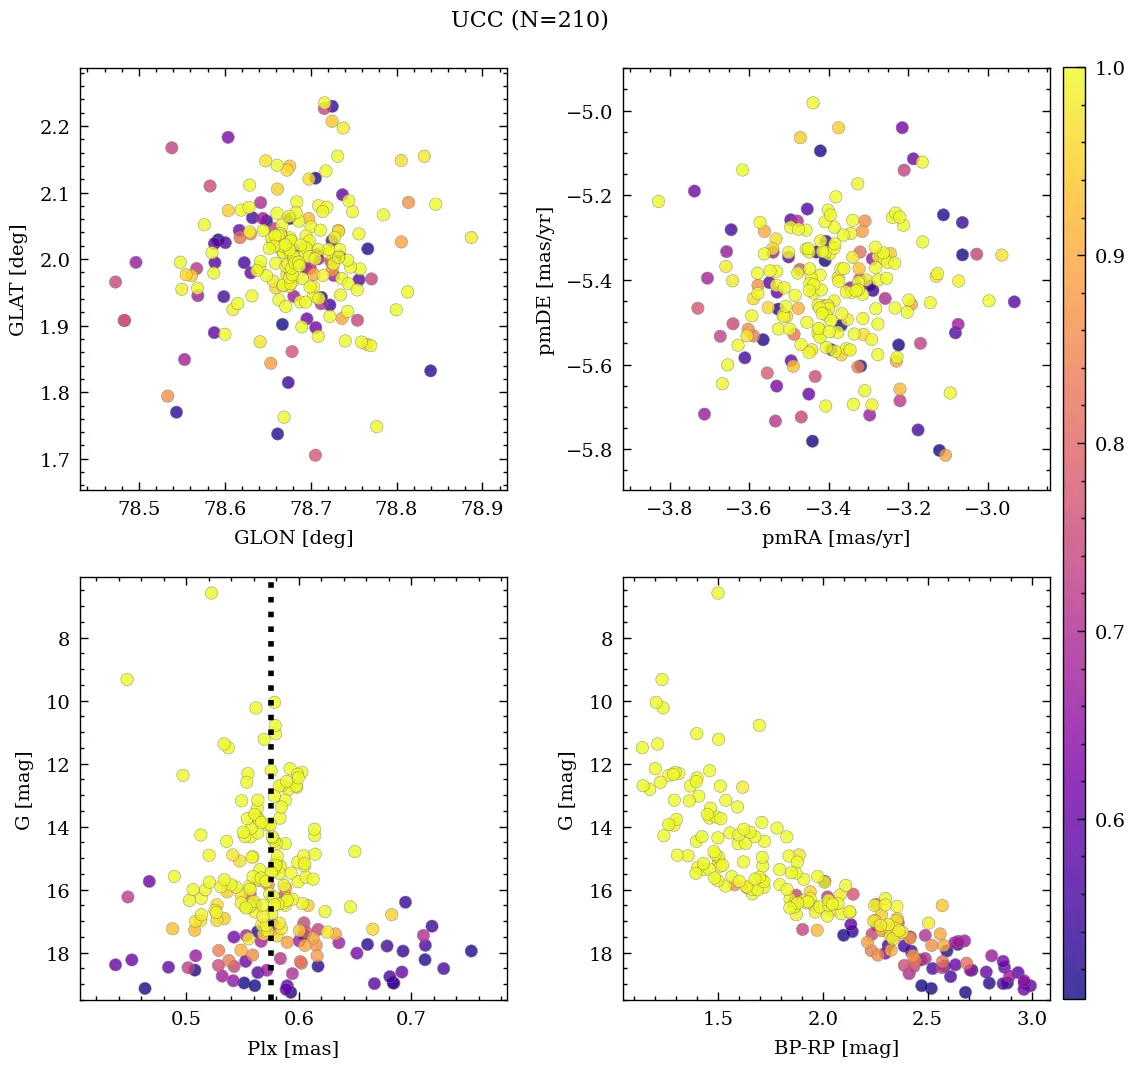 UCC (N=210)
2.2
2.1
2.0
1.9
1.8
1.7
GLAT [deg]
78.5 78.6 78.7 78.8 78.9
GLON [deg]
−5.0
−5.2
−5.4
−5.6
−5.8
pmDE [mas/yr]
−3.8 −3.6 −3.4 −3.2 −3.0
pmRA [mas/yr]
1.0
0.9
0.8
0.7
0.6
8
10
12
14
16
18
G [mag]
0.5 0.6 0.7
Plx [mas]
8
10
12
14
16
18
G [mag]
1.5 2.0 2.5 3.0
BP-RP [mag]